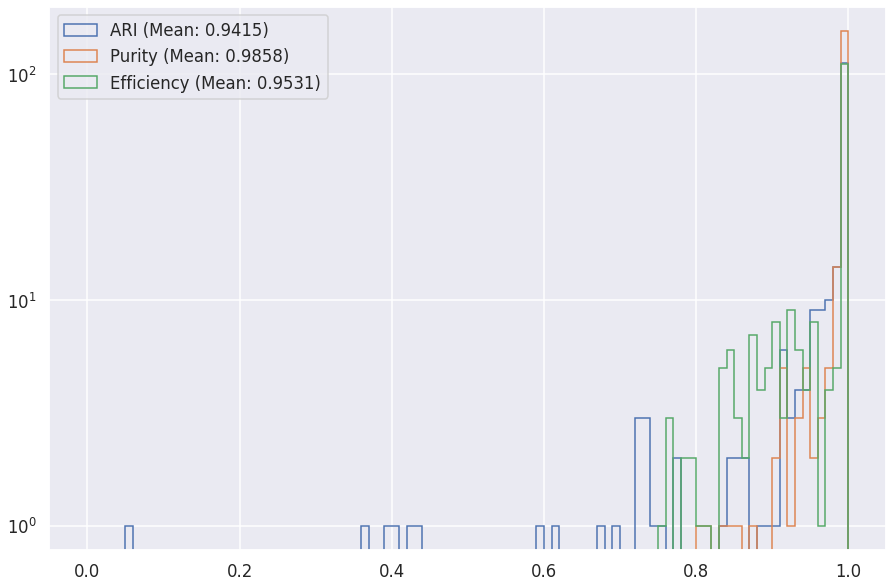 ARI (Mean: 0.9415)
Purity (Mean: 0.9858)
Efficiency (Mean: 0.9531)
10²
10¹
10⁰
0.0 0.2 0.4 0.6 0.8 1.0